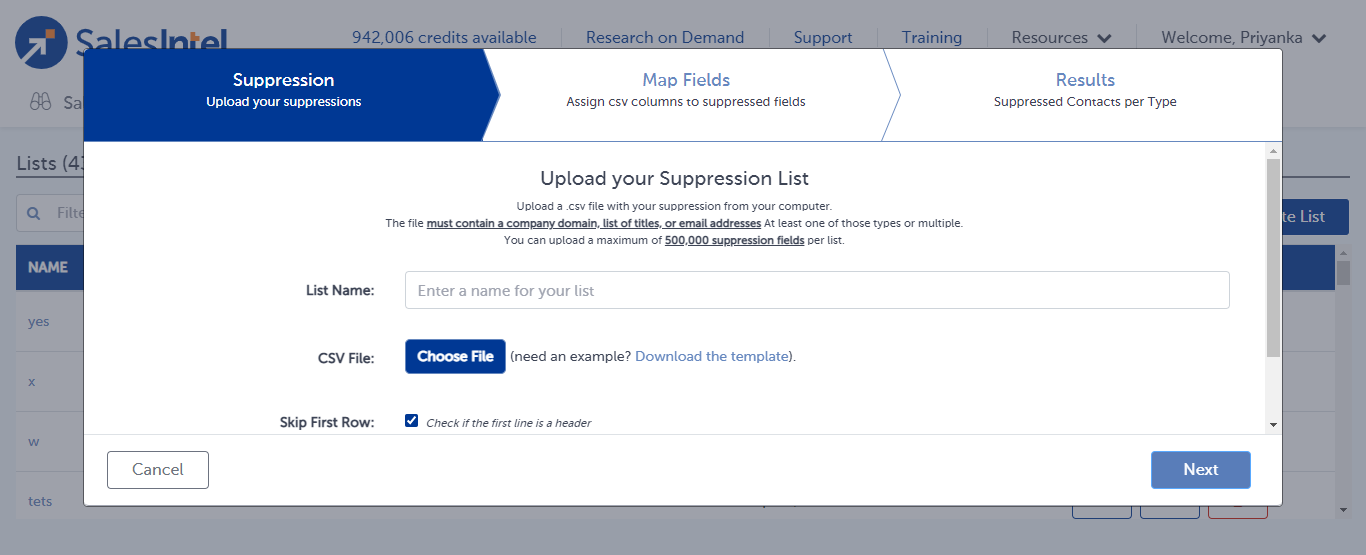 SalesIntel
942,006 credits available
Research on Demand
Support
Training
Resources
Welcome, Priyanka
Suppression
Upload your suppressions
Map Fields
Assign csv columns to suppressed fields
Results
Suppressed Contacts per Type
Sa
Lists (43
Upload your Suppression List
Upload a .csv file with your suppression from your computer.
The file must contain a company domain, list of titles, or email addresses At least one of those types or multiple.
You can upload a maximum of 500,000 suppression fields per list.
Filte
te List
NAME
List Name:
Enter a name for your list
yes
CSV File:
Choose File (need an example? Download the template).
x
Skip First Row:
Check if the first line is a header
w
Cancel
Next
tets